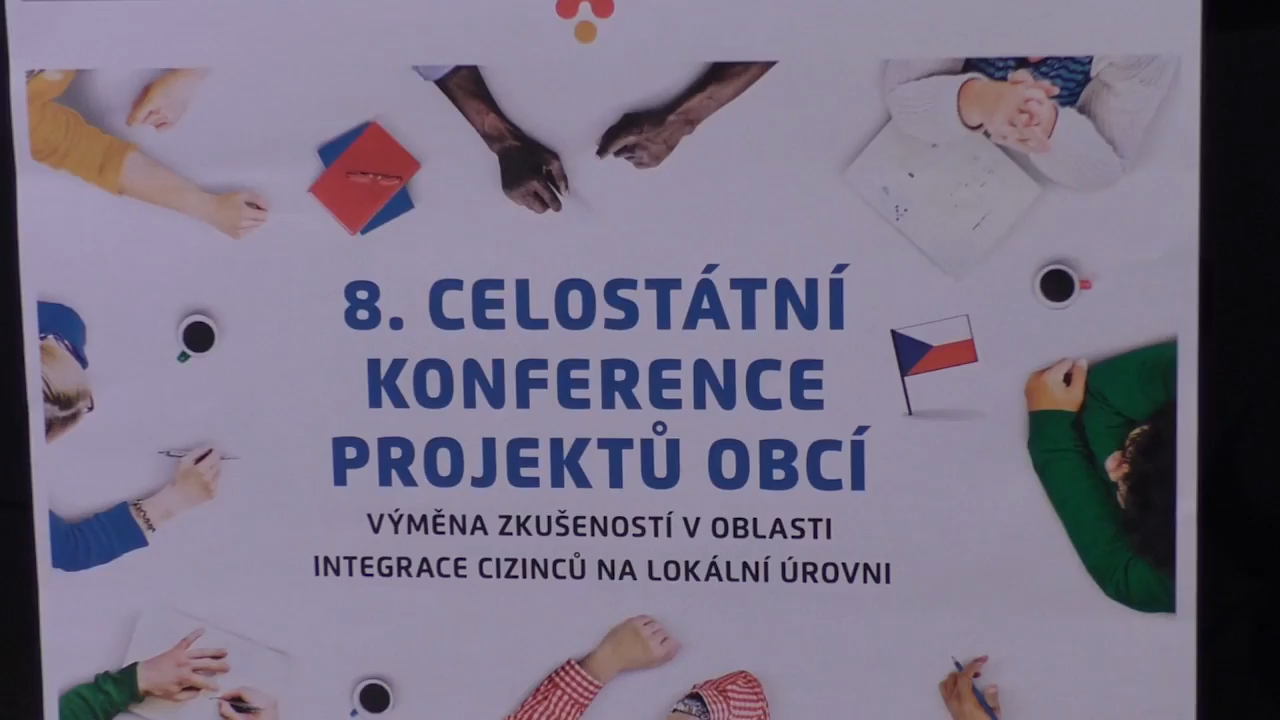 8. CELOSTÁTNÍ
KONFERENCE
PROJEKTŮ OBCÍ
VÝMĚNA ZKUŠENOSTÍ V OBLASTI
INTEGRACE CIZINCŮ NA LOKÁLNÍ ÚROVNI